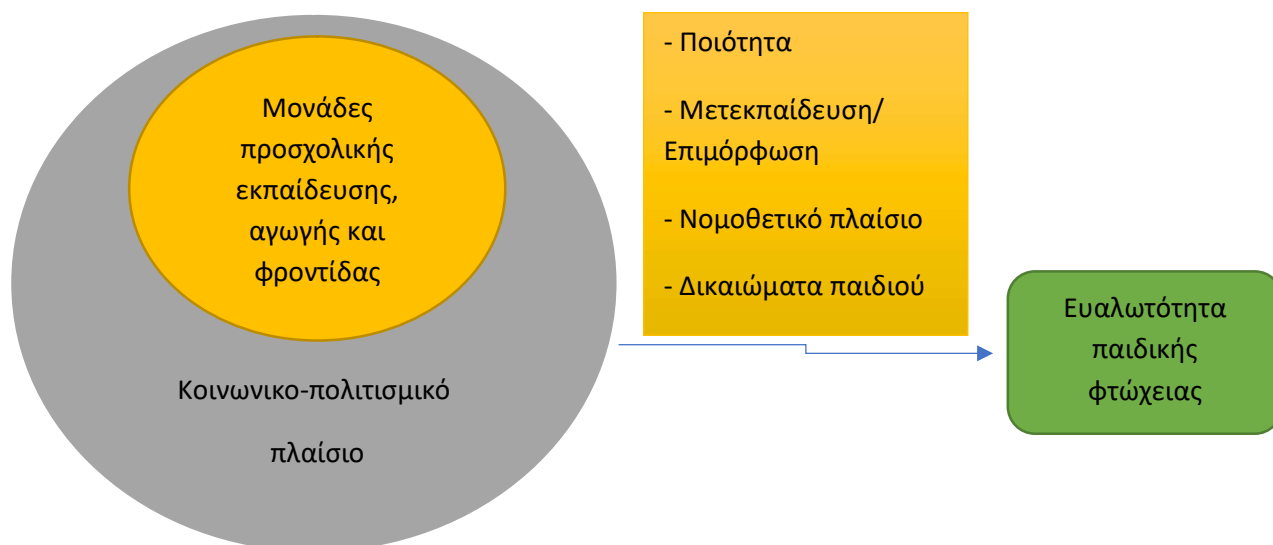 Μονάδες
προσχολικής
εκπαίδευσης,
αγωγής και
φροντίδας
Κοινωνικο-πολιτισμικό
πλαίσιο
- Ποιότητα
- Μετεκπαίδευση/
Επιμόρφωση
- Νομοθετικό πλαίσιο
- Δικαιώματα παιδιού
Ευαλωτότητα
παιδικής
φτώχειας